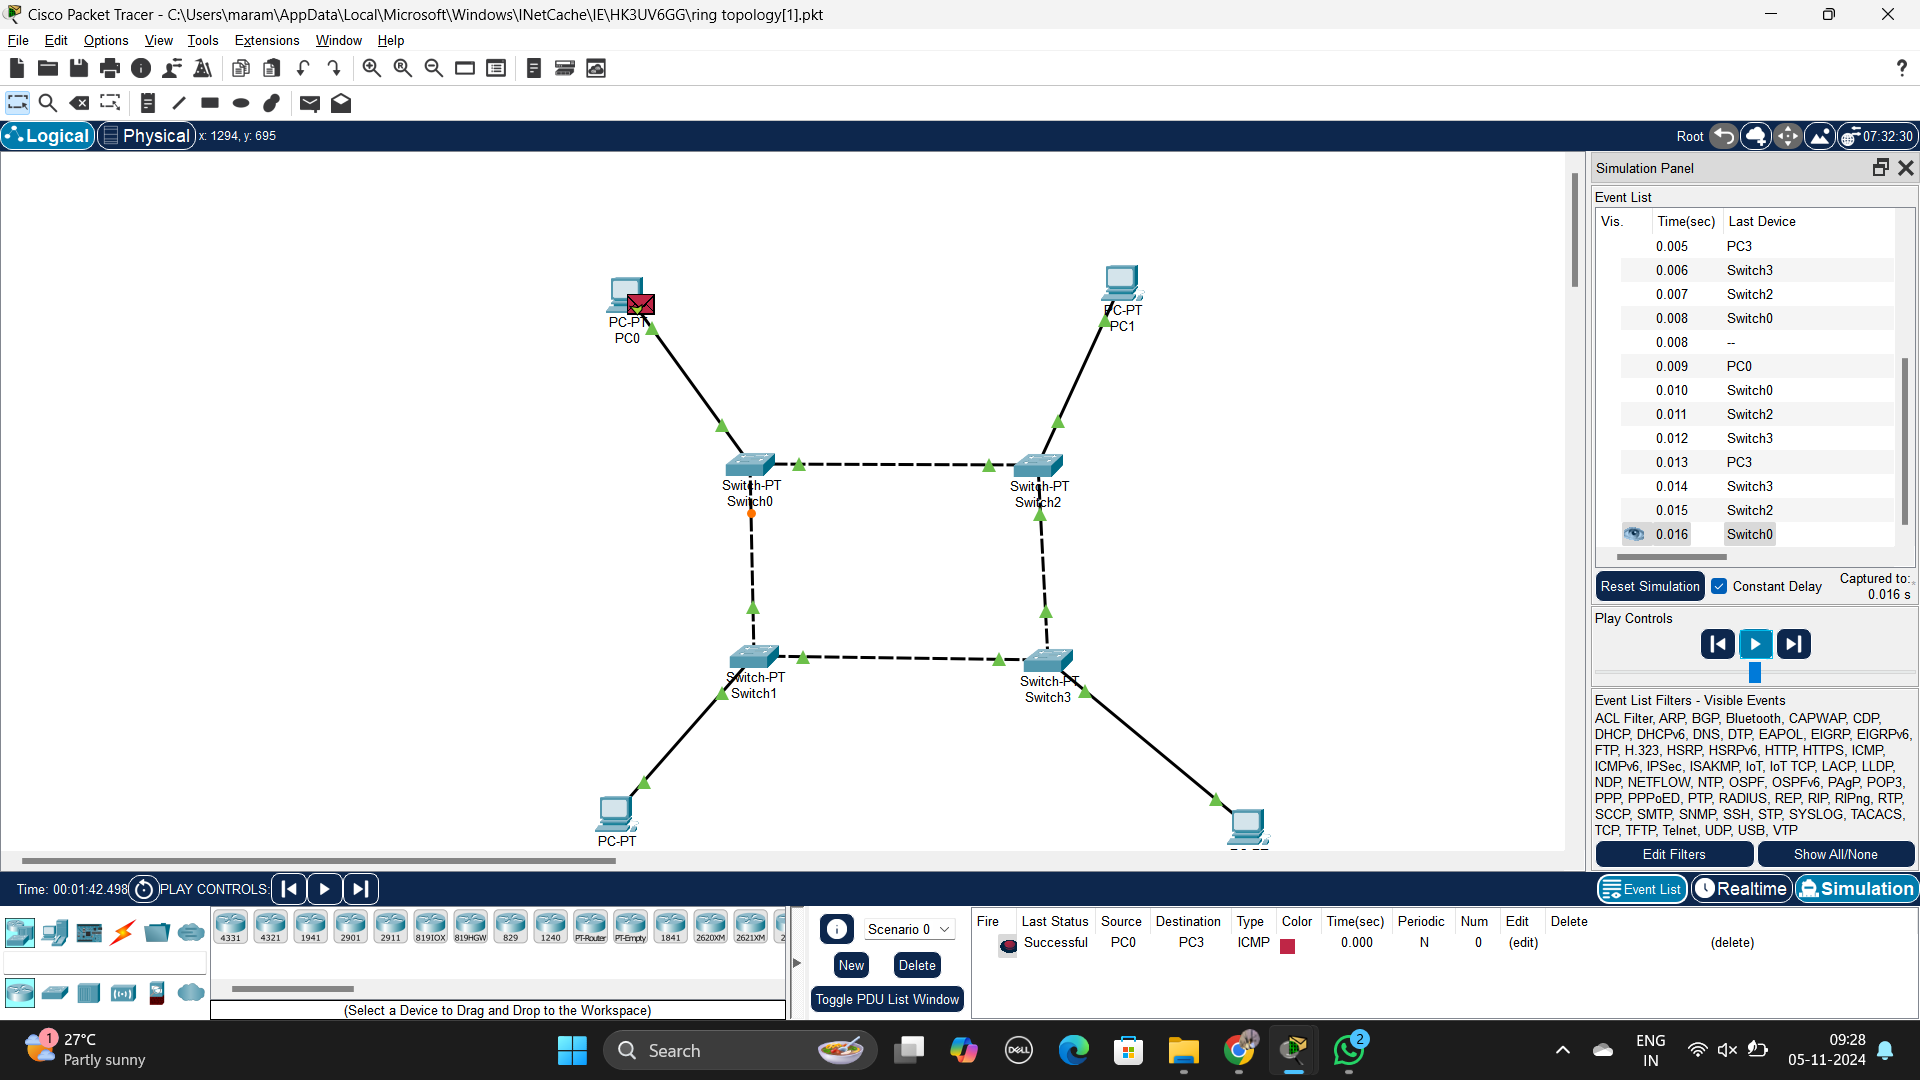 Cisco Packet Tracer - C:\Users\maram\AppData\Local\Microsoft\Windows\INetCache\IE\HK3UV6GG\ring topology[1].pkt
File Edit Options View Tools Extensions Window Help
?
Logical Physical x: 1294, y: 695 Root 07:32:30
PC-PT
PC0
PC-PT
PC1
Switch-PT
Switch0
Switch-PT
Switch2
Switch-PT
Switch1
Switch-PT
Switch3
PC-PT
Simulation Panel
Event List
Vis. Time(sec) Last Device
0.005 PC3
0.006 Switch3
0.007 Switch2
0.008 Switch0
0.008 --
0.009 PC0
0.010 Switch0
0.011 Switch2
0.012 Switch3
0.013 PC3
0.014 Switch3
0.015 Switch2
0.016 Switch0
Reset Simulation Constant Delay Captured to:
0.016 s
Play Controls
Event List Filters - Visible Events
ACL Filter, ARP, BGP, Bluetooth, CAPWAP, CDP,
DHCP, DHCPv6, DNS, DTP, EAPOL, EIGRP, EIGRPv6,
FTP, H.323, HSRP, HSRPv6, HTTP, HTTPS, ICMP,
ICMPv6, IPSec, ISAKMP, IoT, IoT TCP, LACP, LLDP,
NDP, NETFLOW, NTP, OSPF, OSPFv6, PAgP, POP3,
PPP, PPPoED, PTP, RADIUS, REP, RIP, RIPng, RTP,
SCCP, SMTP, SNMP, SSH, STP, SYSLOG, TACACS,
TCP, TFTP, Telnet, UDP, USB, VTP
Edit Filters Show All/None
Time: 00:01:42.498 PLAY CONTROLS: Event List Realtime Simulation
4331 4321 1941 2901 2911 819IOX 819HGW 829 1240 PT-Router PT-Empty 1841 2620XM 2621XM 2
(Select a Device to Drag and Drop to the Workspace)
Scenario 0
New Delete
Toggle PDU List Window
Fire Last Status Source Destination Type Color Time(sec) Periodic Num Edit Delete
Successful PC0 PC3 ICMP 0.000 N 0 (edit) (delete)
1 27°C
Partly sunny
Search
DELL
2
ENG
IN
09:28
05-11-2024